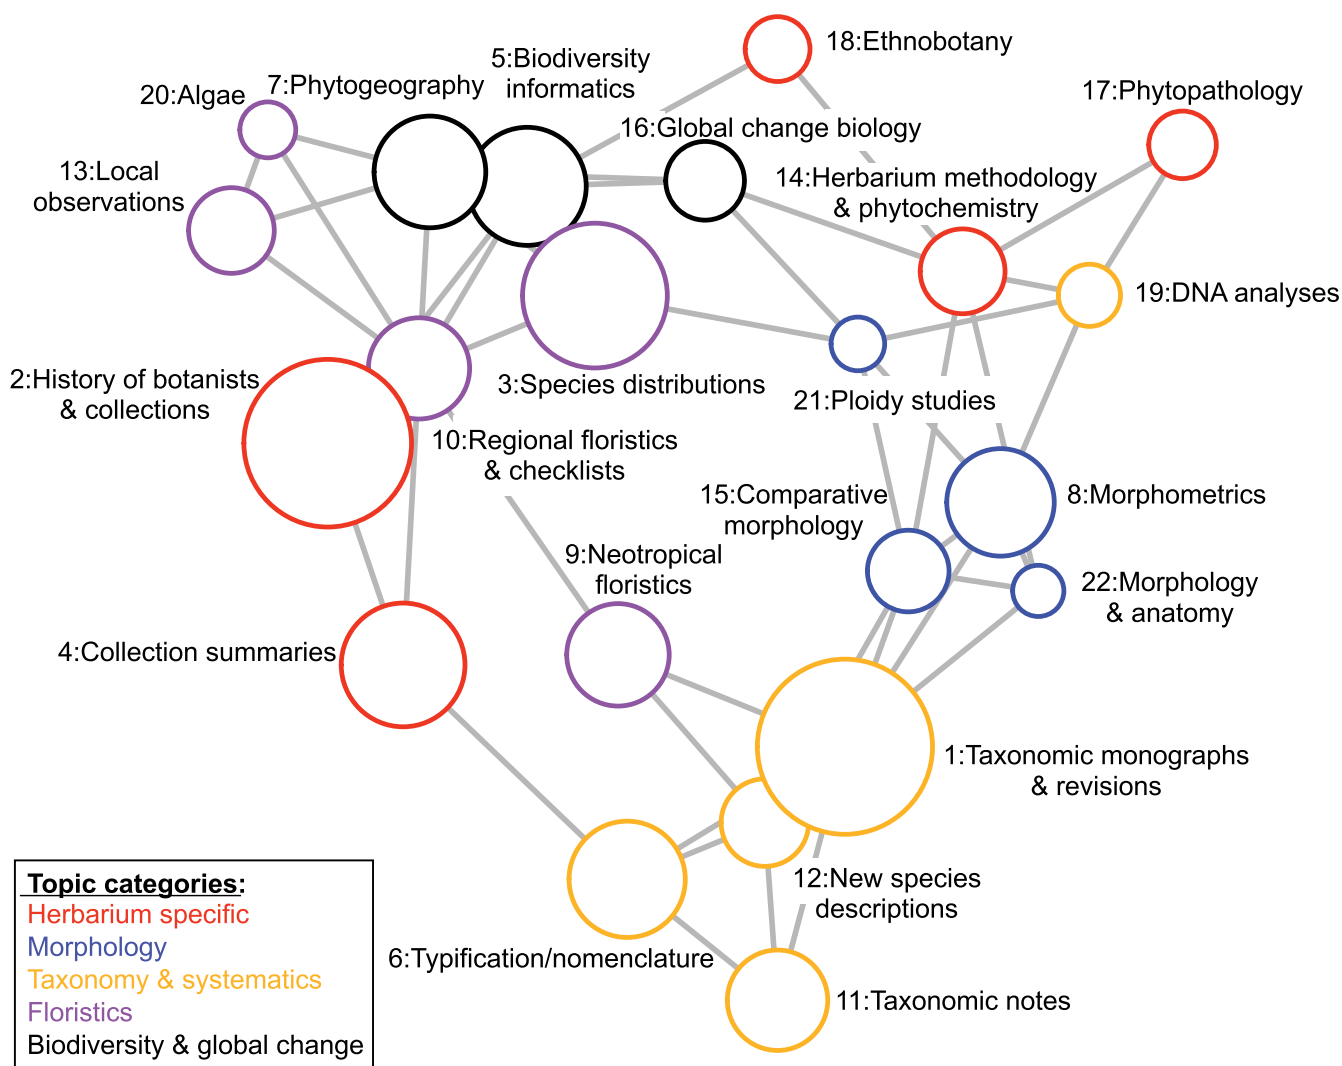 18:Ethnobotany
5:Biodiversity
informatics
7:Phytogeography
20:Algae
17:Phytopathology
16:Global change biology
13:Local
observations
14:Herbarium methodology
& phytochemistry
19:DNA analyses
2:History of botanists
& collections
3:Species distributions
21:Ploidy studies
10:Regional floristics
& checklists
15:Comparative
morphology
8:Morphometrics
9:Neotropical
floristics
22:Morphology
& anatomy
4:Collection summaries
1:Taxonomic monographs
& revisions
12:New species
descriptions
6:Typification/nomenclature
11:Taxonomic notes
Topic categories:
Herbarium specific
Morphology
Taxonomy & systematics
Floristics
Biodiversity & global change